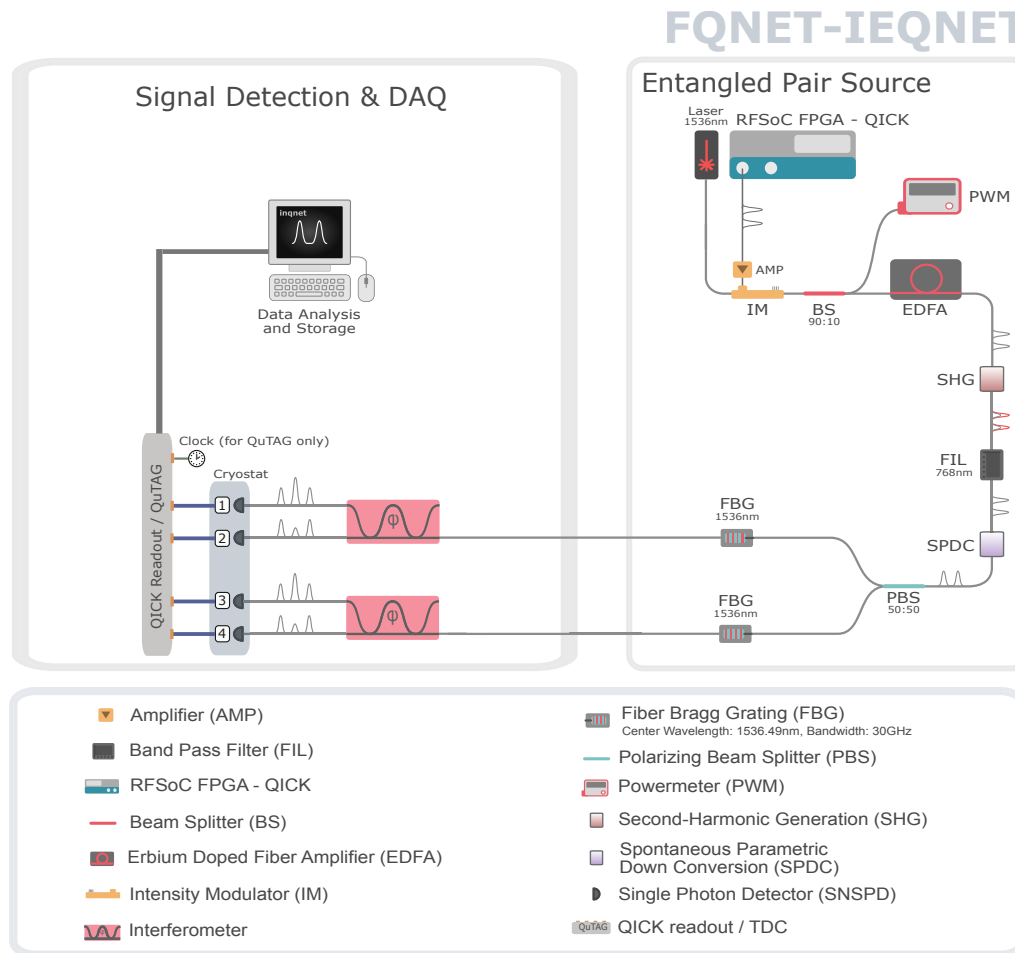 FQNET-IEQNET
Signal Detection & DAQ
inqnet
Data Analysis
and Storage
Clock (for QuTAG only)
Cryostat
QICK Readout / QuTAG
1
φ
2
3
φ
4
Entangled Pair Source
Laser
1536nm
RFSoC FPGA - QICK
PWM
AMP
IM
BS
90:10
EDFA
SHG
FIL
768nm
SPDC
FBG
1536nm
PBS
50:50
FBG
1536nm
Amplifier (AMP)
Band Pass Filter (FIL)
RFSoC FPGA - QICK
Beam Splitter (BS)
Erbium Doped Fiber Amplifier (EDFA)
Intensity Modulator (IM)
Interferometer
Fiber Bragg Grating (FBG)
Center Wavelength: 1536.49nm, Bandwidth: 30GHz
Polarizing Beam Splitter (PBS)
Powermeter (PWM)
Second-Harmonic Generation (SHG)
Spontaneous Parametric
Down Conversion (SPDC)
Single Photon Detector (SNSPD)
QuTAG
QICK readout / TDC